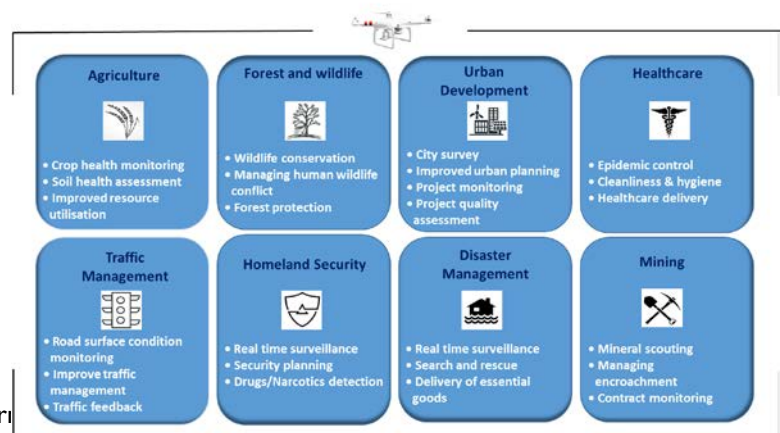 Agriculture
• Crop health monitoring
• Soil health assessment
• Improved resource
utilisation
Forest and wildlife
• Wildlife conservation
• Managing human wildlife
conflict
• Forest protection
Urban
Development
• City survey
• Improved urban planning
• Project monitoring
• Project quality
assessment
Healthcare
• Epidemic control
• Cleanliness & hygiene
• Healthcare delivery
Traffic
Management
• Road surface condition
monitoring
• Improve traffic
management
• Traffic feedback
Homeland Security
• Real time surveillance
• Security planning
• Drugs/Narcotics detection
Disaster
Management
• Real time surveillance
• Search and rescue
• Delivery of essential
goods
Mining
• Mineral scouting
• Managing
encroachment
• Contract monitoring